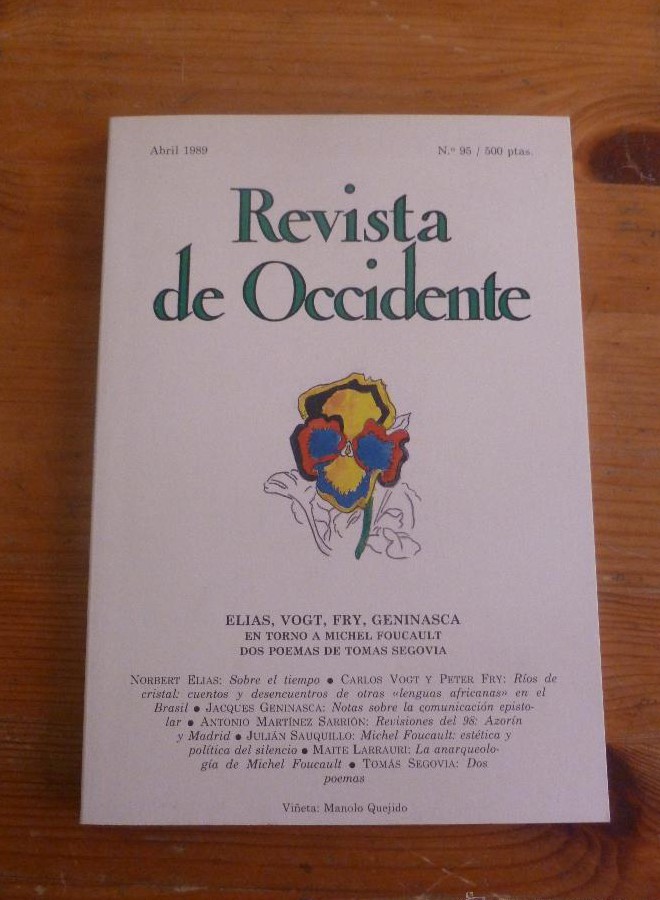 Abril 1989
N.º 95 / 500 ptas.
Revista
de Occidente
ELIAS, VOGT, FRY, GENINASCA
EN TORNO A MICHEL FOUCAULT
DOS POEMAS DE TOMAS SEGOVIA
NORBERT ELIAS: Sobre el tiempo ● CARLOS VOGT Y PETER FRY: Ríos de
cristal: cuentos y desencuentros de otras «lenguas africanas» en el
Brasil ● JACQUES GENINASCA: Notas sobre la comunicación episto-
lar ● ANTONIO MARTÍNEZ SARRIÓN: Revisiones del 98: Azorín
y Madrid ● JULIÁN SAUQUILLO: Michel Foucault: estética y
política del silencio ● MAITE LARRAURI: La anarqueolo-
gía de Michel Foucault ● TOMÁS SEGOVIA: Dos
poemas
Viñeta: Manolo Quejido